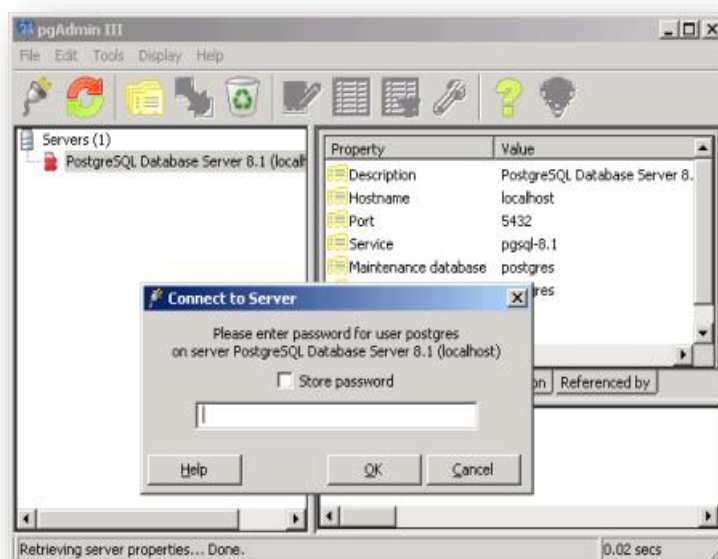 pgAdmin III
File Edit Tools Display Help
Servers (1)
PostgreSQL Database Server 8.1 (localh
Property Value
Description PostgreSQL Database Server 8.
Hostname localhost
Port 5432
Service pgsql-8.1
Maintenance database postgres
Connect to Server
Please enter password for user postgres
on server PostgreSQL Database Server 8.1 (localhost)
Store password
Help OK Cancel
Referenced by
Retrieving server properties... Done. 0.02 secs